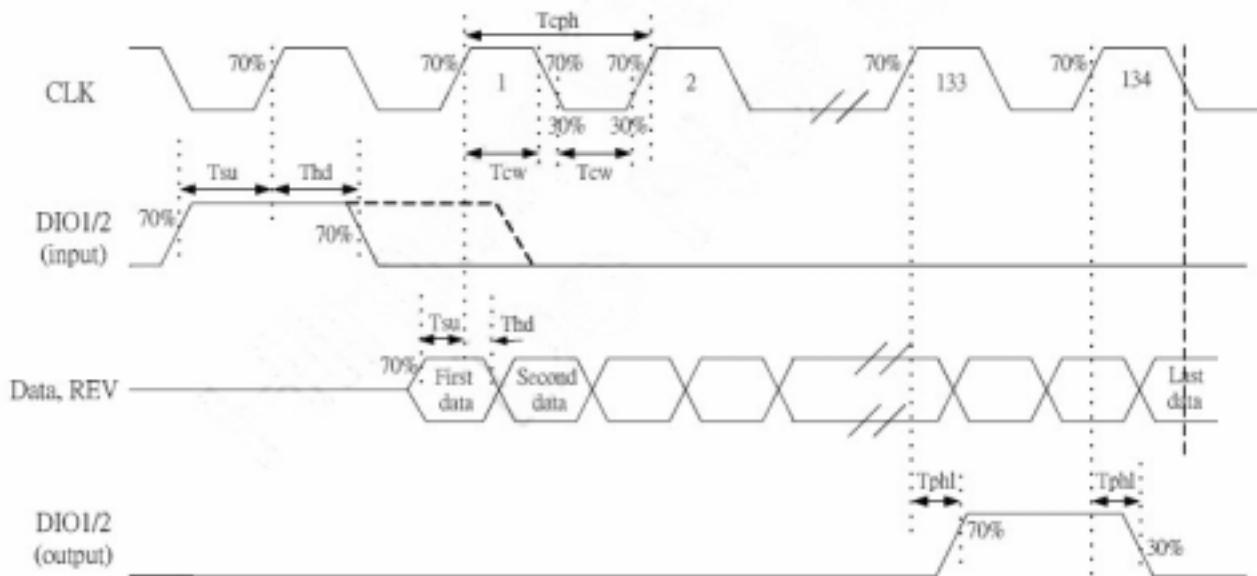 Tcph
70% 70% 70% 70% 70% 70%
CLK 1 2 133 134
30% 30%
Tcw Tcw
Tsu Thd
DIO1/2
(input)
70% 70%
Tsu Thd
70%
Data, REV
First
data
Second
data
Last
data
Tphl Tphl
DIO1/2
(output)
70% 30%